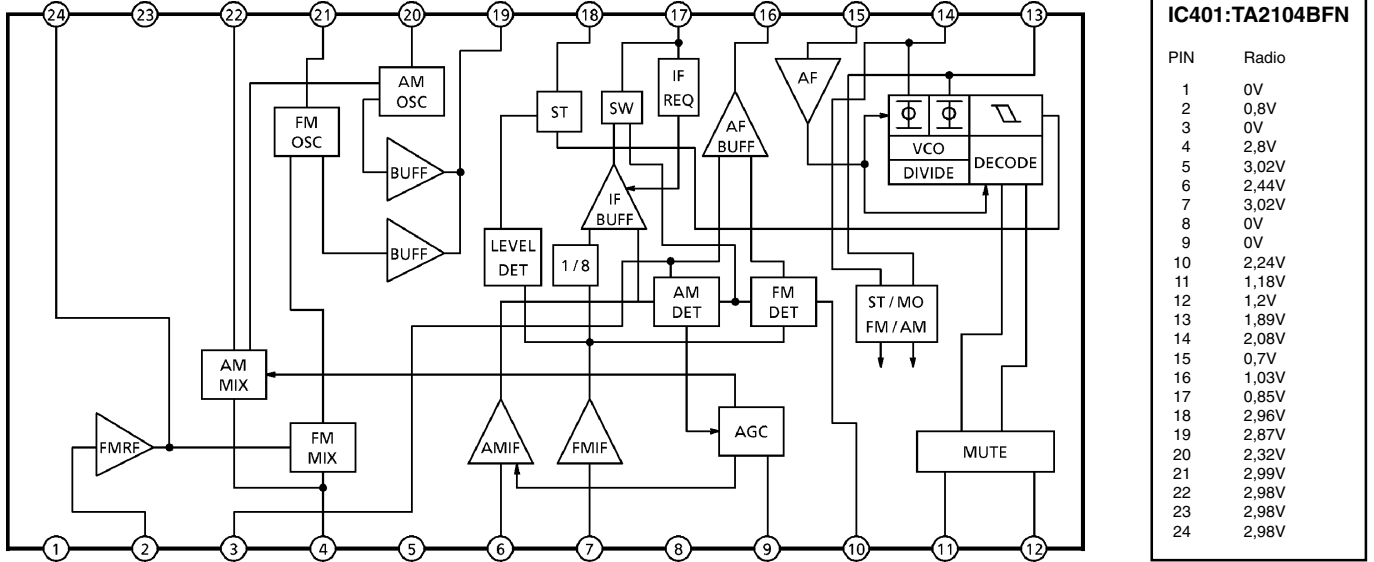 24 23 22 21 20 19 18 17 16 15 14 13
AM
OSC
FM
OSC
BUFF
BUFF
ST
SW
IF
REQ
AF
BUFF
AF
VCO
DIVIDE
DECODE
IF
BUFF
LEVEL
DET
1/8
AM
DET
FM
DET
ST / MO
FM / AM
AM
MIX
FMRF
FM
MIX
AMIF
FMIF
AGC
MUTE
1 2 3 4 5 6 7 8 9 10 11 12
IC401:TA2104BFN
PIN Radio
1 0V
2 0,8V
3 0V
4 2,8V
5 3,02V
6 2,44V
7 3,02V
8 0V
9 0V
10 2,24V
11 1,18V
12 1,2V
13 1,89V
14 2,08V
15 0,7V
16 1,03V
17 0,85V
18 2,96V
19 2,87V
20 2,32V
21 2,99V
22 2,98V
23 2,98V
24 2,98V